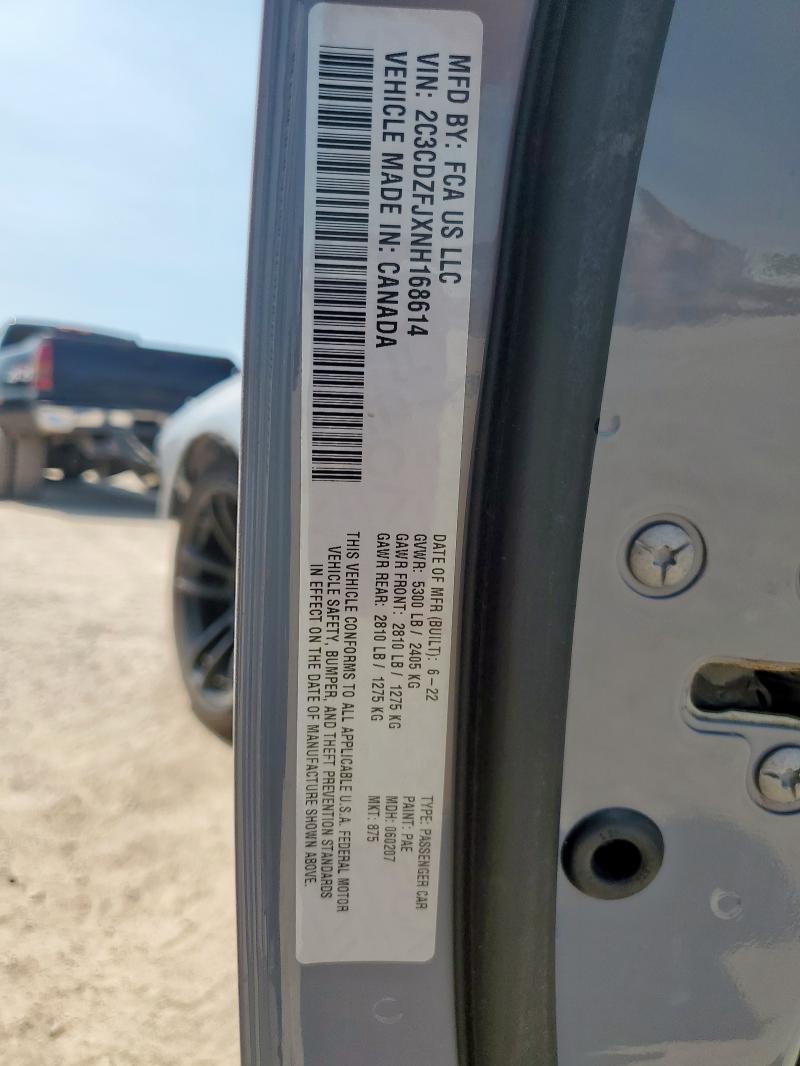 MFD BY: FCA US LLC
VIN: 2C3CDZFJXNH168614
VEHICLE MADE IN: CANADA
DATE OF MFR (BUILT): 6-22
GVWR: 5300 LB / 2405 KG
GAWR FRONT: 2810 LB / 1275 KG
GAWR REAR: 2810 LB / 1275 KG
THIS VEHICLE CONFORMS TO ALL APPLICABLE U.S.A. FEDERAL MOTOR
VEHICLE SAFETY, BUMPER, AND THEFT PREVENTION STANDARDS
IN EFFECT ON THE DATE OF MANUFACTURE SHOWN ABOVE.
TYPE: PASSENGER CAR
PAINT: PAE
MDH: 060207
MKT: 875